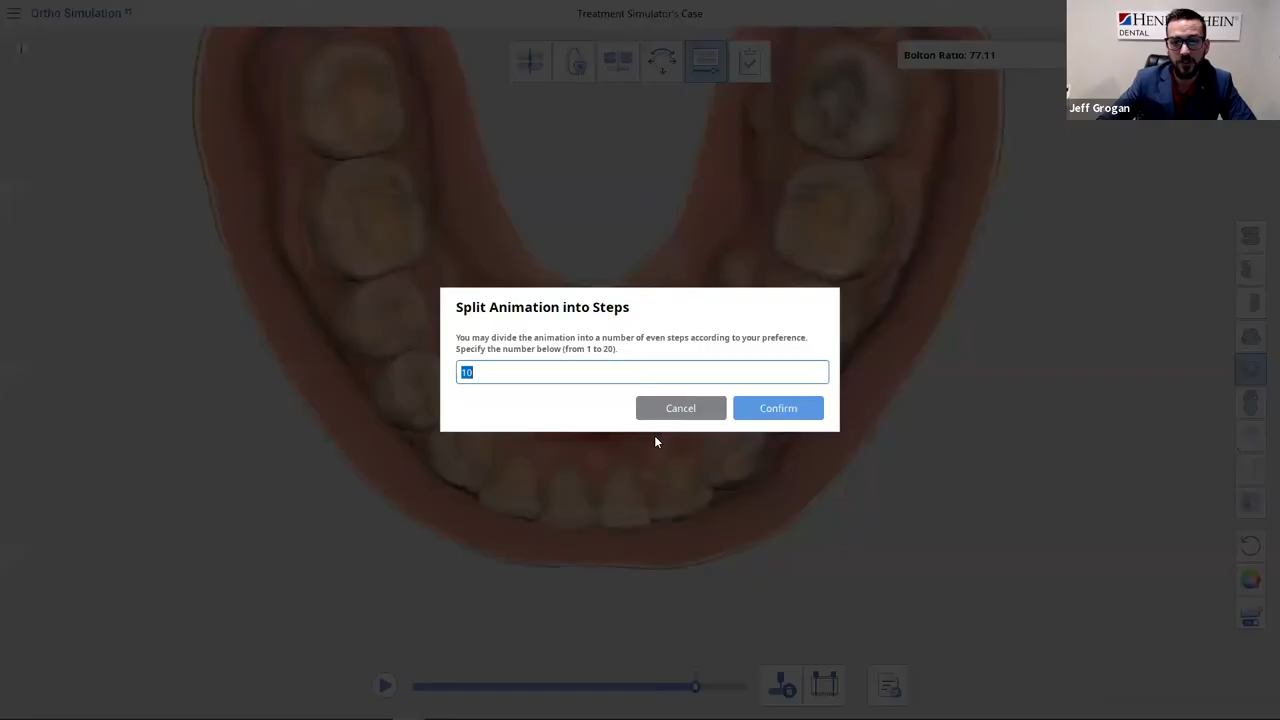 Ortho Simulation
Treatment Simulator's Case
Bolton Ratio: 77.11
HENRY SCHEIN®
DENTAL
Jeff Grogan
Split Animation into Steps
You may divide the animation into a number of even steps according to your preference.
Specify the number below (from 1 to 20).
10
Cancel
Confirm